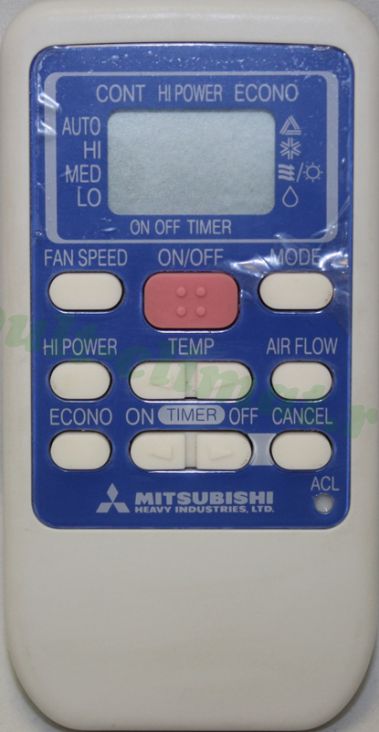 CONT HI POWER ECONO
AUTO
HI
MED
LO
ON OFF TIMER
FAN SPEED ON/OFF MODE
HI POWER TEMP AIR FLOW
ECONO ON TIMER OFF CANCEL
ACL
MITSUBISHI
HEAVY INDUSTRIES, LTD.